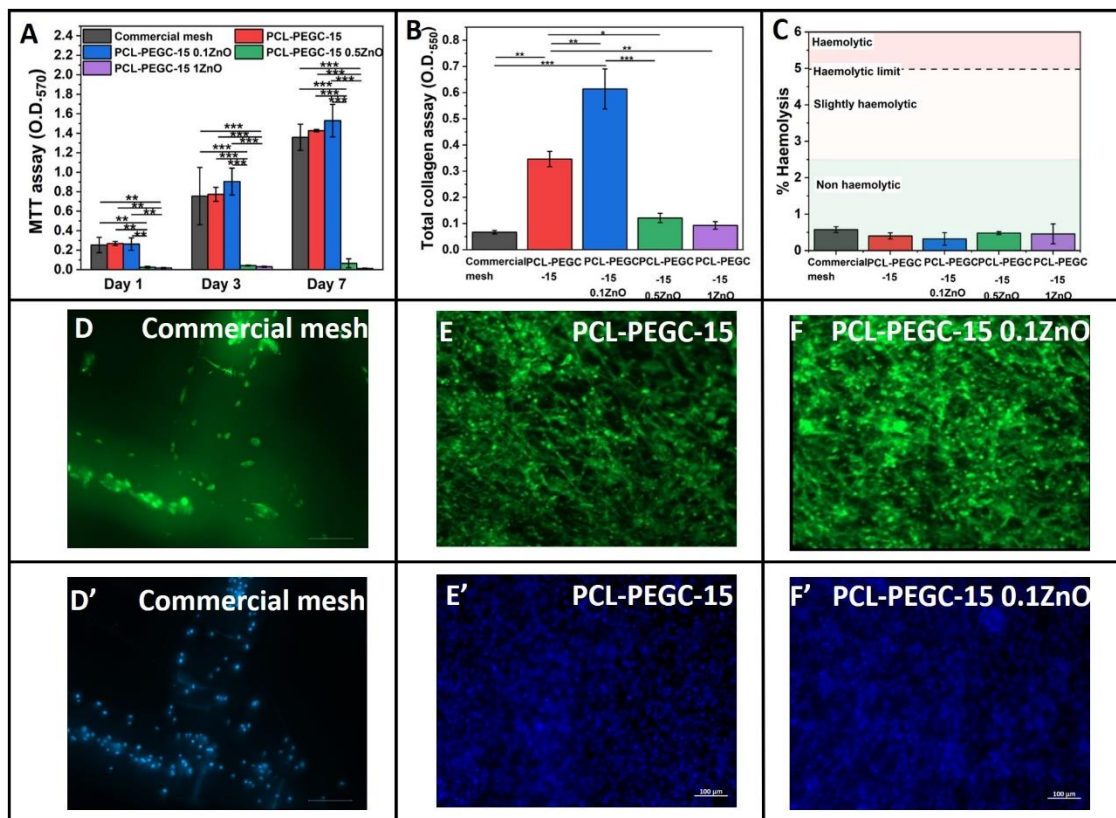 A
Commercial mesh
PCL-PEGC-15
PCL-PEGC-15 0.1ZnO
PCL-PEGC-15 0.5ZnO
PCL-PEGC-15 1ZnO
MTT assay (O.D.570)
2.4
2.2
2.0
1.8
1.6
1.4
1.2
1.0
0.8
0.6
0.4
0.2
0.0
**
**
**
**
**
**
***
***
***
***
***
***
***
***
***
***
***
***
Day 1
Day 3
Day 7
B
Total collagen assay (O.D.550)
0.8
0.7
0.6
0.5
0.4
0.3
0.2
0.1
0.0
*
**
**
**
***
***
Commercial
mesh
PCL-PEGC
-15
PCL-PEGC
-15
0.1ZnO
PCL-PEGC
-15
0.5ZnO
PCL-PEGC
-15
1ZnO
C
% Haemolysis
6
5
4
3
2
1
0
Haemolytic
Haemolytic limit
Slightly haemolytic
Non haemolytic
Commercial
mesh
PCL-PEGC
-15
PCL-PEGC
-15
0.1ZnO
PCL-PEGC
-15
0.5ZnO
PCL-PEGC
-15
1ZnO
D Commercial mesh
E PCL-PEGC-15
F PCL-PEGC-15 0.1ZnO
D' Commercial mesh
E' PCL-PEGC-15
100 µm
F' PCL-PEGC-15 0.1ZnO
100 µm